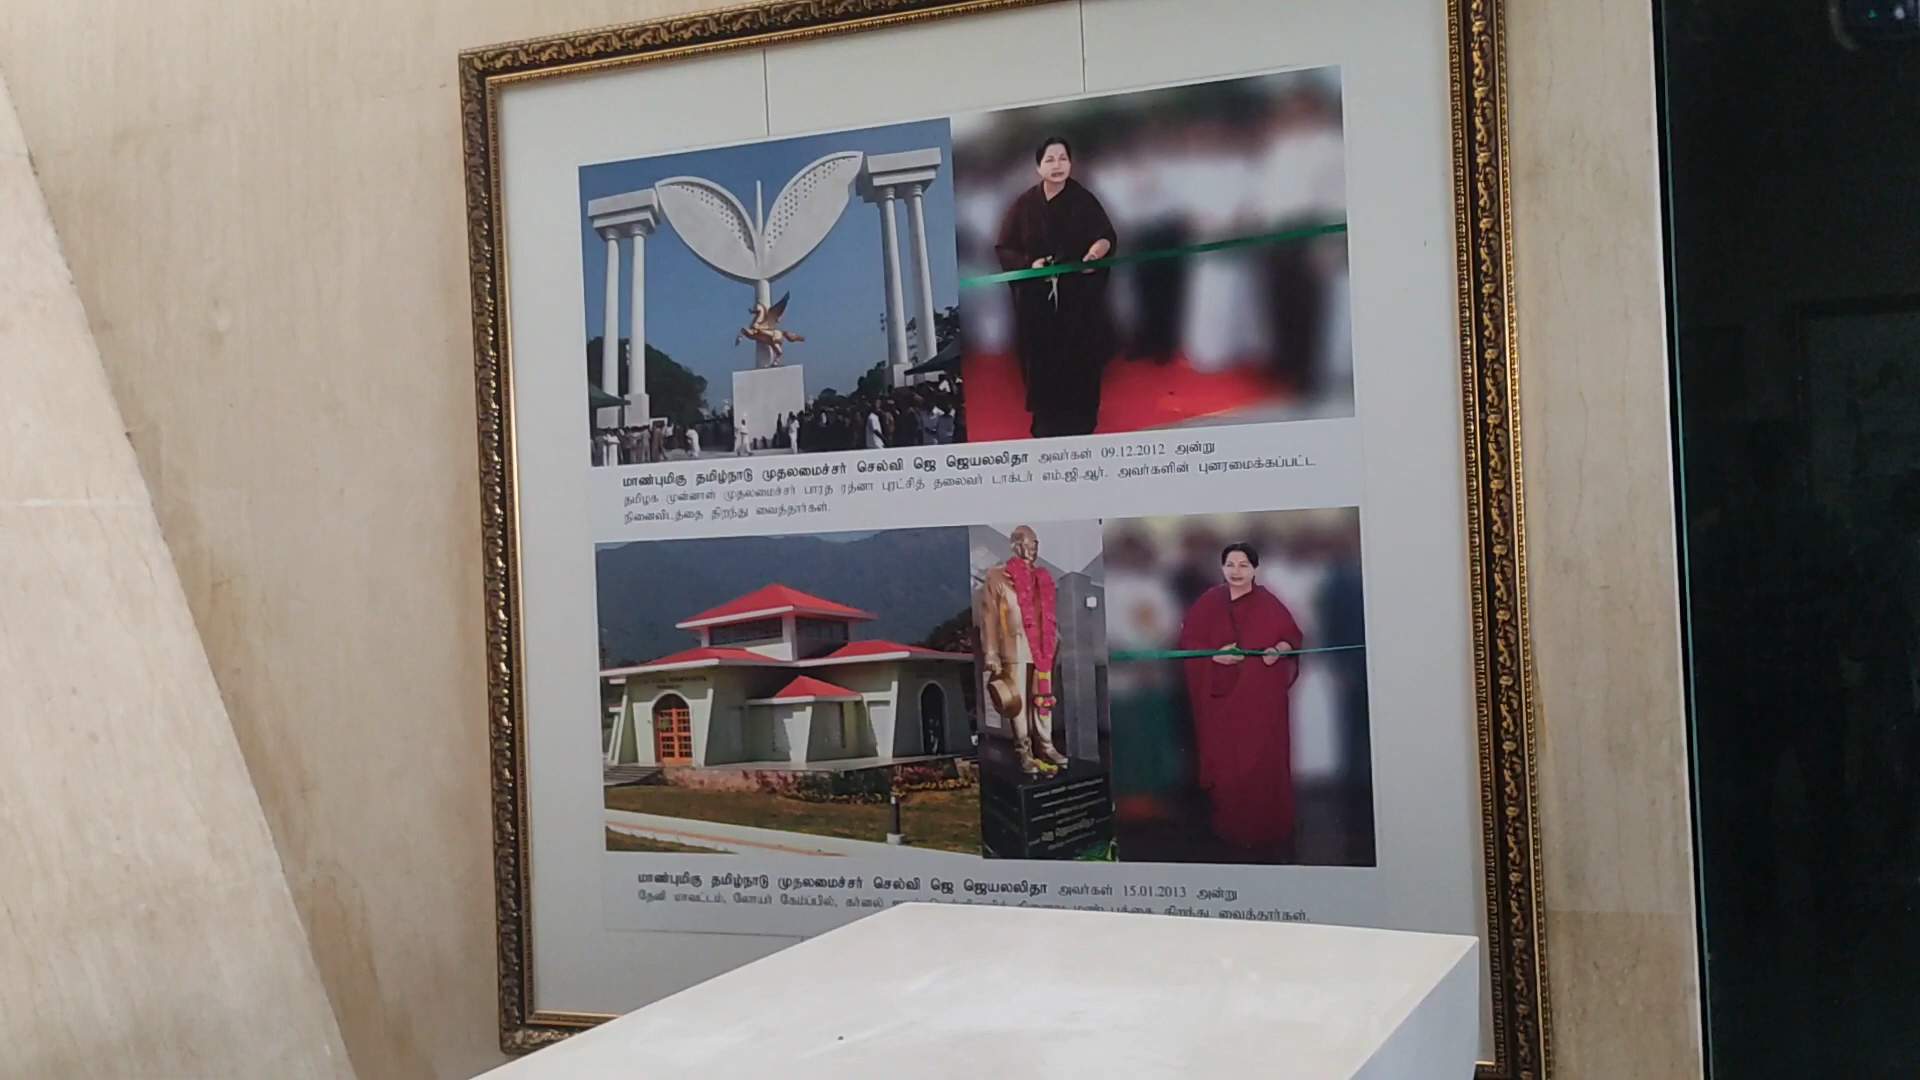 மாண்புமிகு தமிழ்நாடு முதலமைச்சர் செல்வி ஜெ ஜெயலலிதா அவர்கள் 09.12.2012 அன்று
தமிழக முன்னாள் முதலமைச்சர் பாரத ரத்னா புரட்சித் தலைவர் டாக்டர் எம்.ஜி.ஆர். அவர்களின் புனரமைக்கப்பட்ட
நினைவிடத்தை திறந்து வைத்தார்கள்.
ஜெ ஜெயலலிதா
மாண்புமிகு தமிழ்நாடு முதலமைச்சர் செல்வி ஜெ ஜெயலலிதா அவர்கள் 15.01.2013 அன்று
தேனி மாவட்டம், லோயர் கேம்ப்பில், கர்னல் திறந்து வைத்தார்கள்.